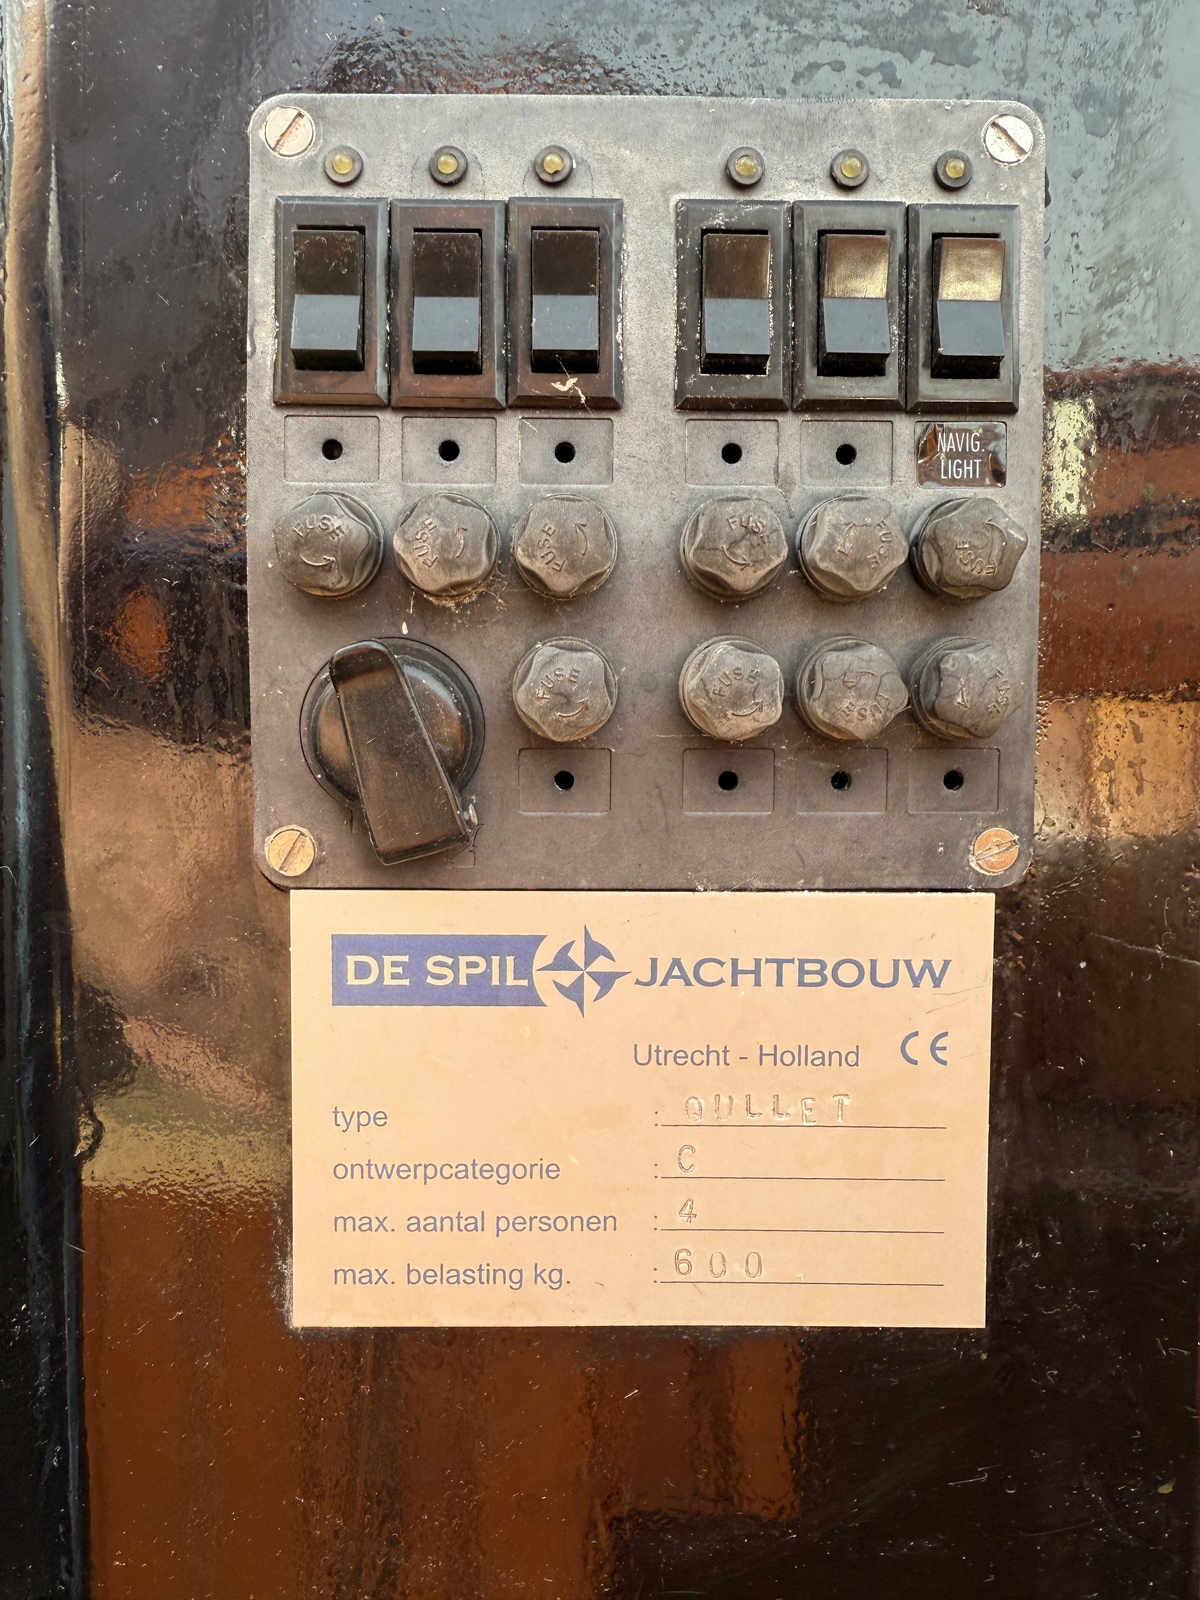 NAVIG.
LIGHT
FUSE FUSE FUSE FUSE FUSE FUSE
FUSE FUSE FUSE FUSE
DE SPIL JACHTBOUW
Utrecht - Holland CE
type :
ontwerpcategorie : C
max. aantal personen : 4
max. belasting kg. : 600